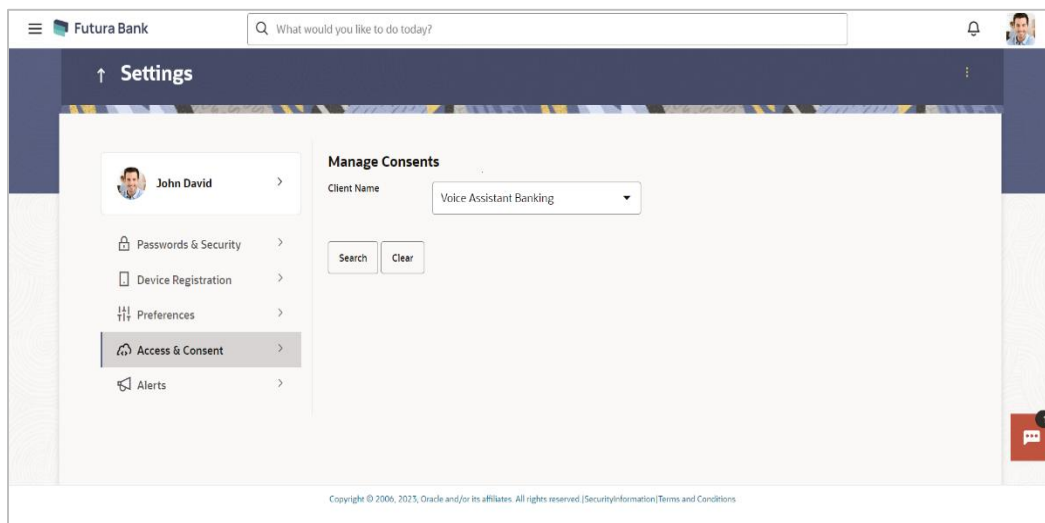 Futura Bank
What would you like to do today?
Settings
John David
Passwords & Security
Device Registration
Preferences
Access & Consent
Alerts
Manage Consents
Client Name
Voice Assistant Banking
Search
Clear
Copyright © 2006, 2023, Oracle and/or its affiliates. All rights reserved.|SecurityInformation|Terms and Conditions